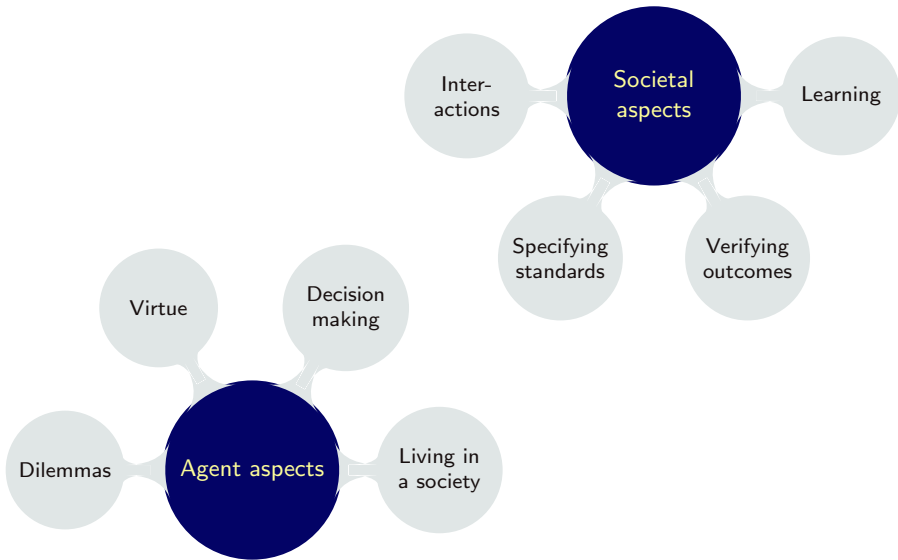 Inter-
actions
Societal
aspects
Learning
Specifying
standards
Verifying
outcomes
Virtue
Decision
making
Dilemmas
Agent aspects
Living in
a society